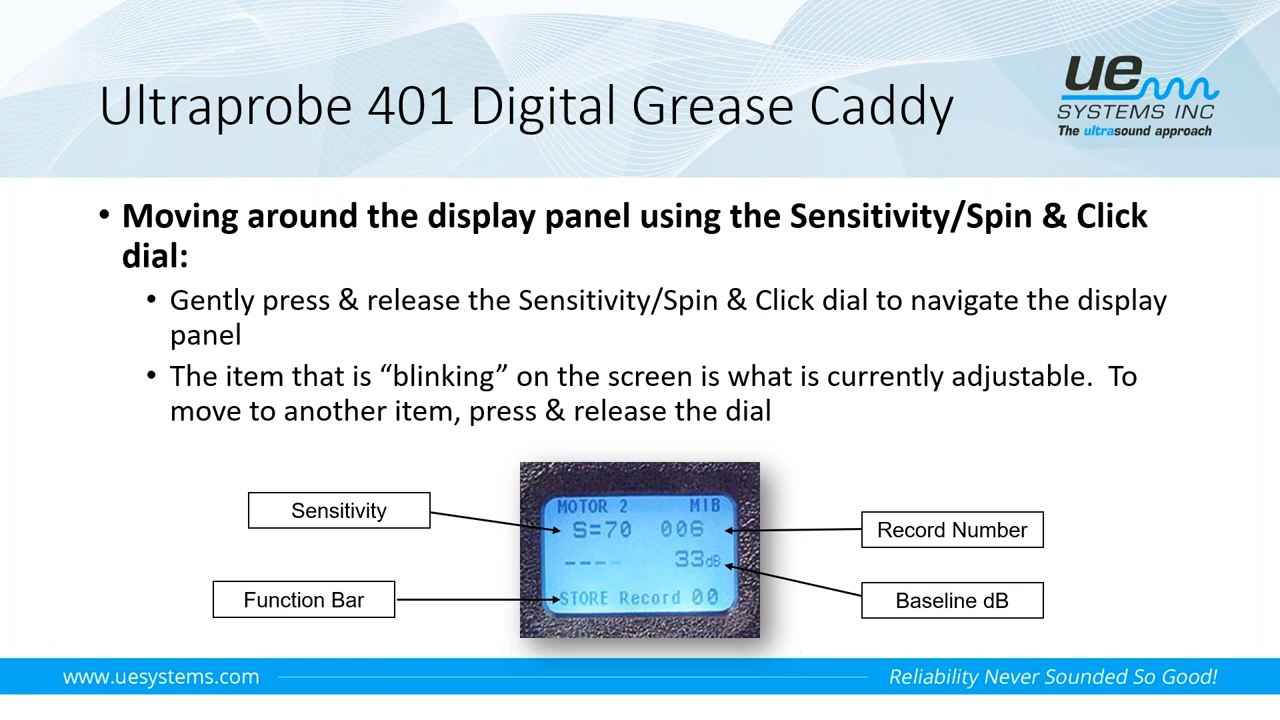 Ultraprobe 401 Digital Grease Caddy
ue
SYSTEMS INC
The ultrasound approach
• Moving around the display panel using the Sensitivity/Spin & Click
dial:
• Gently press & release the Sensitivity/Spin & Click dial to navigate the display
panel
• The item that is “blinking” on the screen is what is currently adjustable. To
move to another item, press & release the dial
Sensitivity
Function Bar
MOTOR 2 MIB
S=70 006
---- 33dB
STORE Record 00
Record Number
Baseline dB
www.uesystems.com
Reliability Never Sounded So Good!